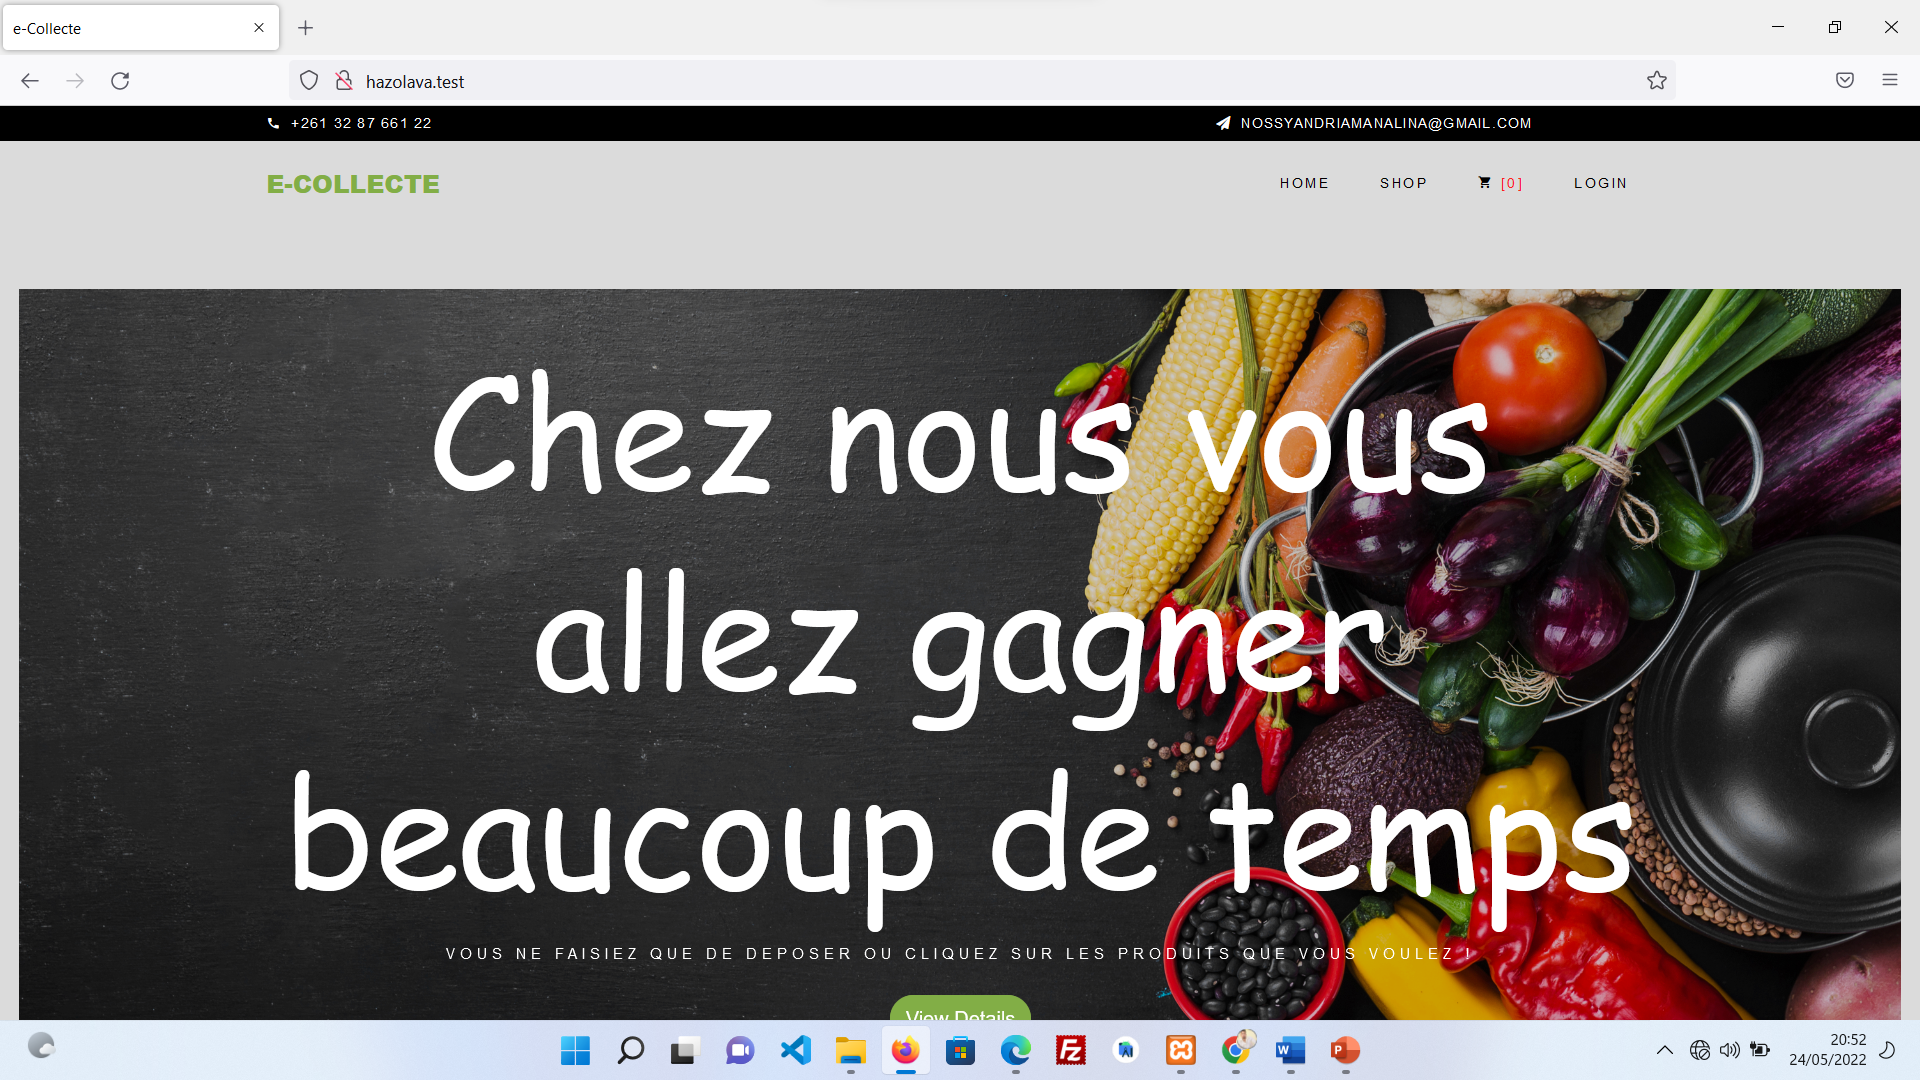 e-Collecte
hazolava.test
+261 32 87 661 22
NOSSYANDRIAMANALINA@GMAIL.COM
E-COLLECTE
HOME
SHOP
[0]
LOGIN
Chez nous vous
allez gagner
beaucoup de temps
VOUS NE FAISIEZ QUE DE DEPOSER OU CLIQUEZ SUR LES PRODUITS QUE VOUS VOULEZ !
View Details
20:52
24/05/2022